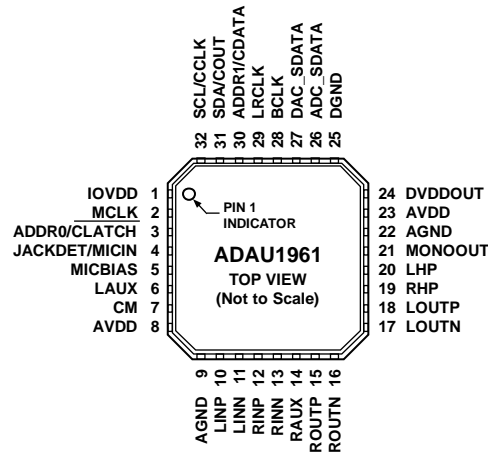 32 SCL/CCLK
31 SDA/COUT
30 ADDR1/CDATA
29 LRCLK
28 BCLK
27 DAC_SDATA
26 ADC_SDATA
25 DGND
IOVDD 1
MCLK 2
ADDR0/CLATCH 3
JACKDET/MICIN 4
MICBIAS 5
LAUX 6
CM 7
AVDD 8
PIN 1
INDICATOR
ADAU1961
TOP VIEW
(Not to Scale)
24 DVDDOUT
23 AVDD
22 AGND
21 MONOOUT
20 LHP
19 RHP
18 LOUTP
17 LOUTN
AGND 9
LINP 10
LINN 11
RINP 12
RINN 13
RAUX 14
ROUTP 15
ROUTN 16